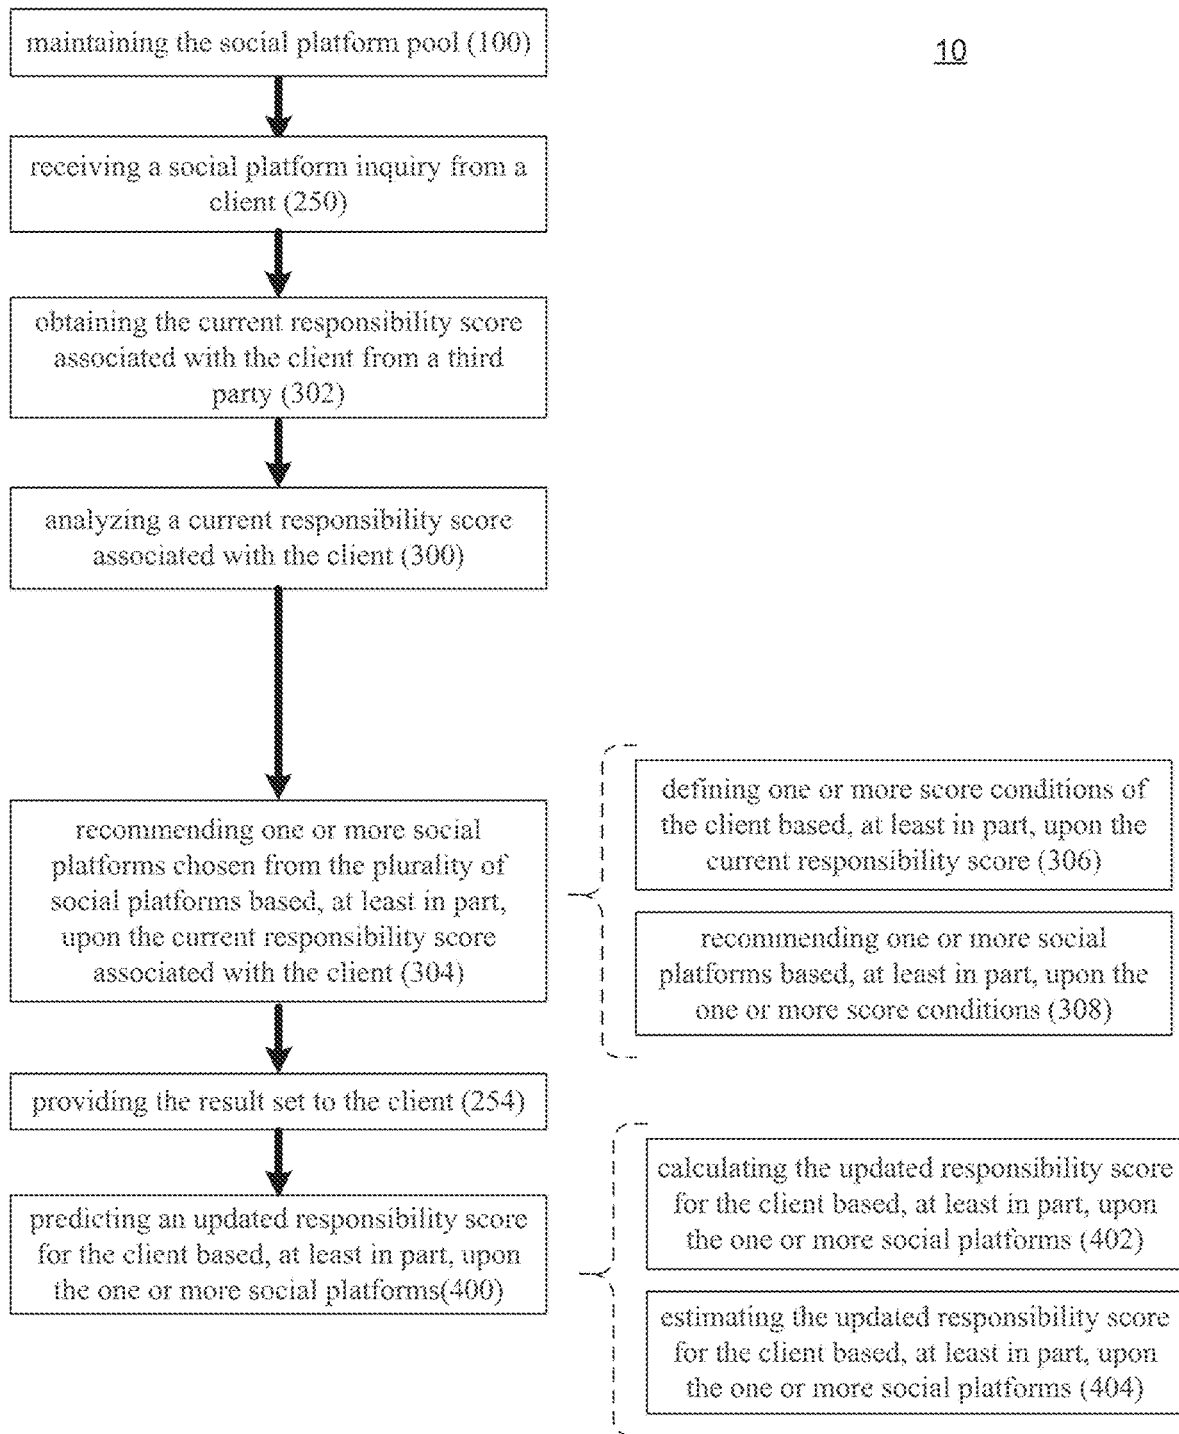 maintaining the social platform pool (100)
10
receiving a social platform inquiry from a
client (250)
obtaining the current responsibility score
associated with the client from a third
party (302)
analyzing a current responsibility score
associated with the client (300)
recommending one or more social
platforms chosen from the plurality of
social platforms based, at least in part,
upon the current responsibility score
associated with the client (304)
defining one or more score conditions of
the client based, at least in part, upon the
current responsibility score (306)
recommending one or more social
platforms based, at least in part, upon the
one or more score conditions (308)
providing the result set to the client (254)
predicting an updated responsibility score
for the client based, at least in part, upon
the one or more social platforms(400)
calculating the updated responsibility score
for the client based, at least in part, upon
the one or more social platforms (402)
estimating the updated responsibility score
for the client based, at least in part, upon
the one or more social platforms (404)